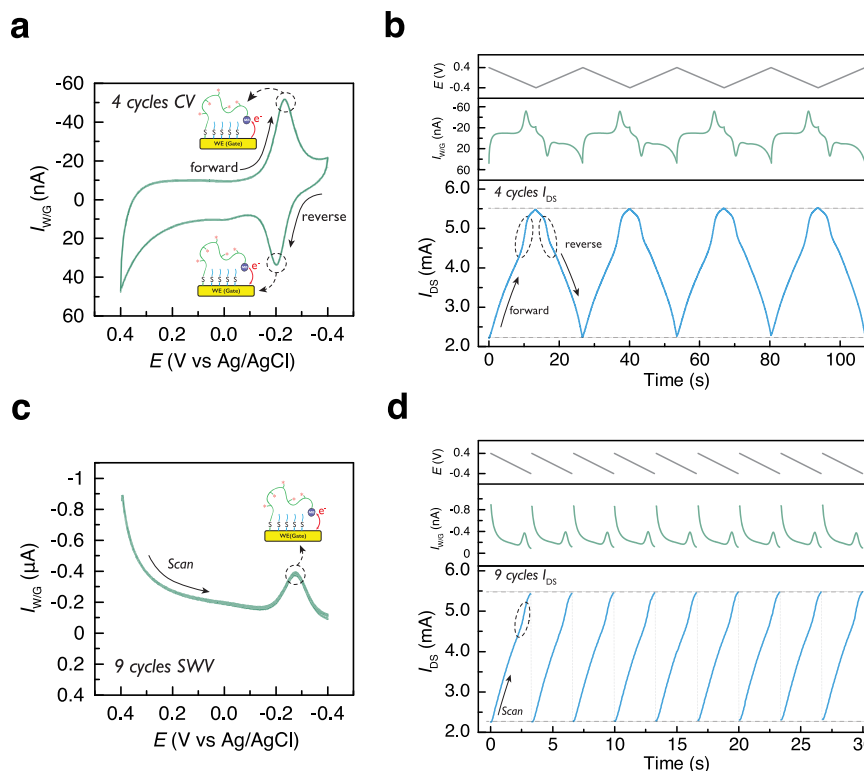 a
4 cycles CV
I_W/G (nA)
-60
-40
-20
0
20
40
60
0.4
0.2
0.0
-0.2
-0.4
E (V vs Ag/AgCl)
forward
reverse
e-
S S S S S
WE (Gate)
e-
S S S S S
WE (Gate)
b
E (V)
0.4
-0.4
I_W/G (nA)
-60
-20
20
60
4 cycles I_DS
I_DS (mA)
6.0
5.0
4.0
3.0
2.0
forward
reverse
0
20
40
60
80
100
Time (s)
c
I_W/G (µA)
-1
-0.8
-0.6
-0.4
-0.2
0
0.2
0.4
Scan
9 cycles SWV
e-
S S S S S
WE(Gate)
0.4
0.2
0.0
-0.2
-0.4
E (V vs Ag/AgCl)
d
E (V)
0.4
-0.4
I_W/G (nA)
-0.8
-0.4
0
9 cycles I_DS
I_DS (mA)
6.0
5.0
4.0
3.0
2.0
Scan
0
5
10
15
20
25
30
Time (s)